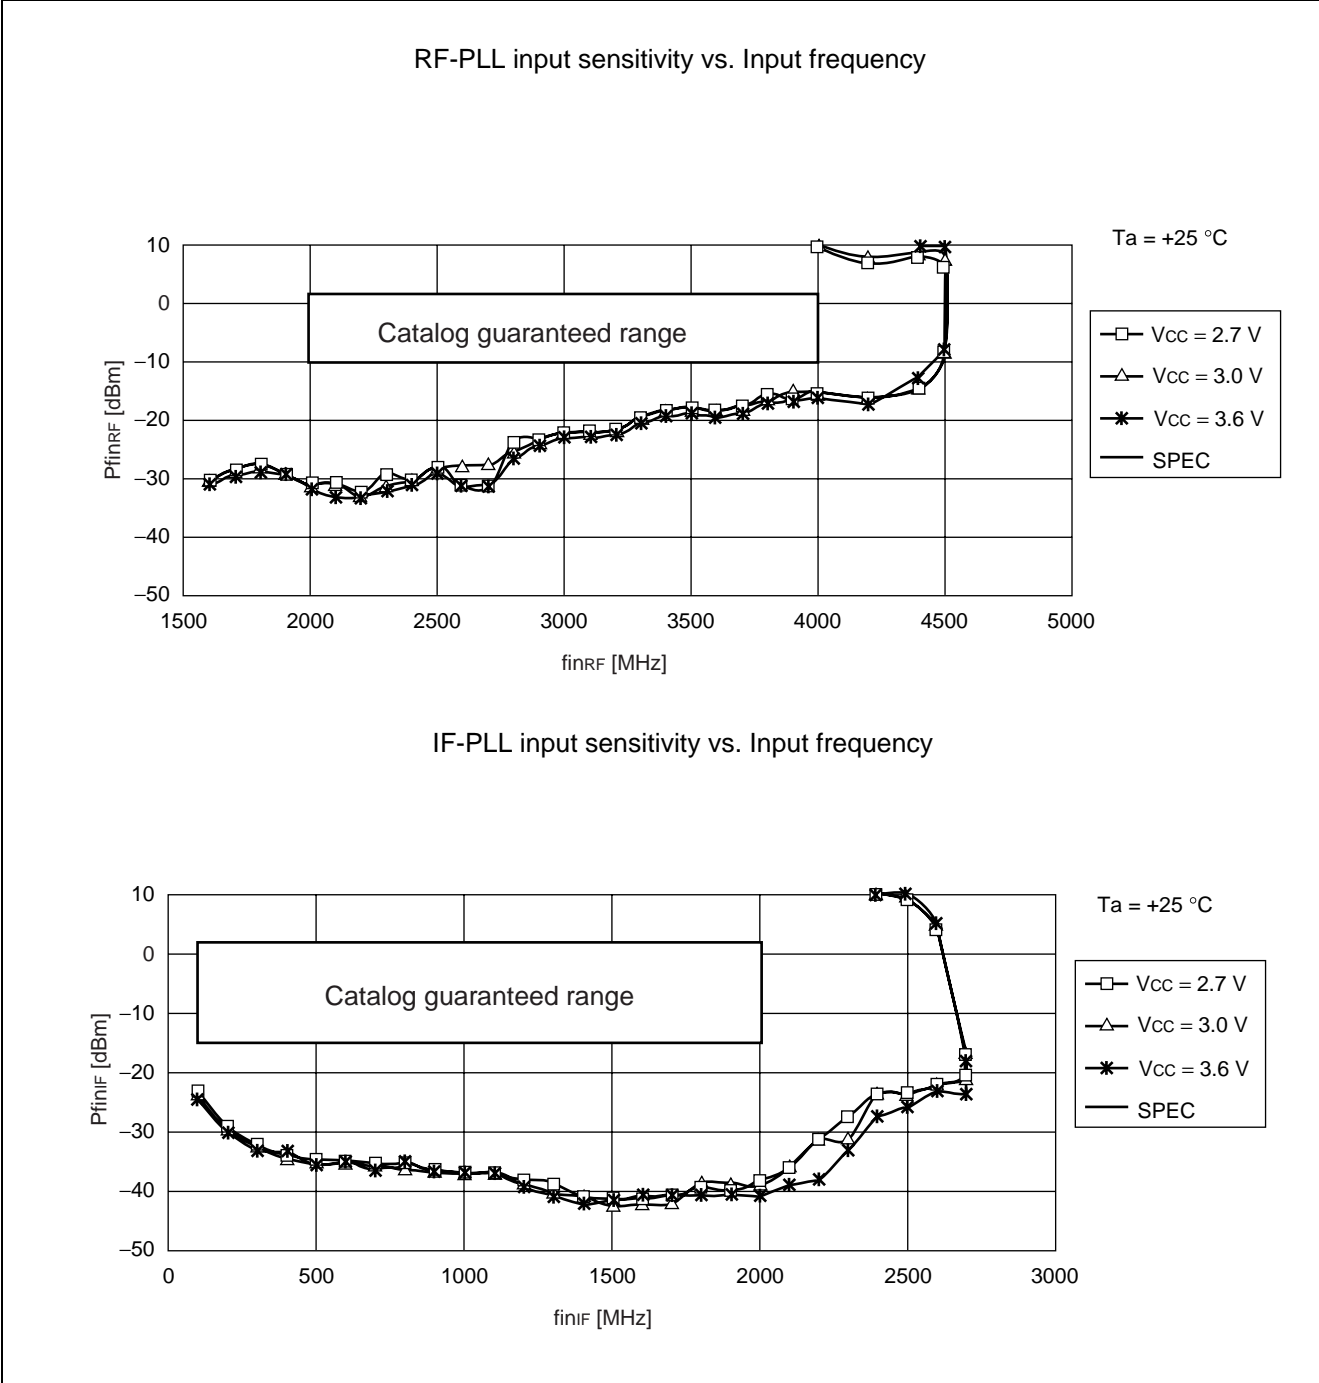 RF-PLL input sensitivity vs. Input frequency
Ta = +25 °C
10
0
−10
−20
−30
−40
−50
PfinRF [dBm]
Catalog guaranteed range
1500 2000 2500 3000 3500 4000 4500 5000
finRF [MHz]
VCC = 2.7 V
VCC = 3.0 V
VCC = 3.6 V
SPEC
IF-PLL input sensitivity vs. Input frequency
Ta = +25 °C
10
0
−10
−20
−30
−40
−50
PfinIF [dBm]
Catalog guaranteed range
0 500 1000 1500 2000 2500 3000
finIF [MHz]
VCC = 2.7 V
VCC = 3.0 V
VCC = 3.6 V
SPEC